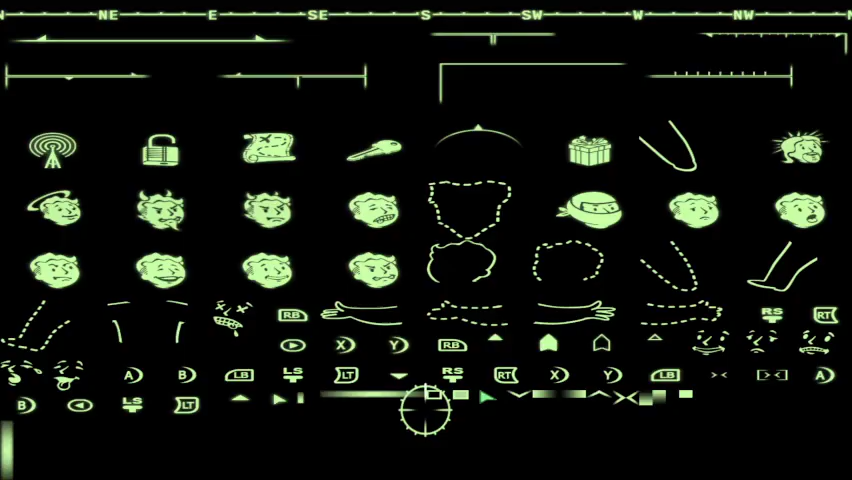 N NE E SE S SW W NW N
RB RS RT
X Y RB
A B LB LS LT RS RT X Y LB A
B LS LT